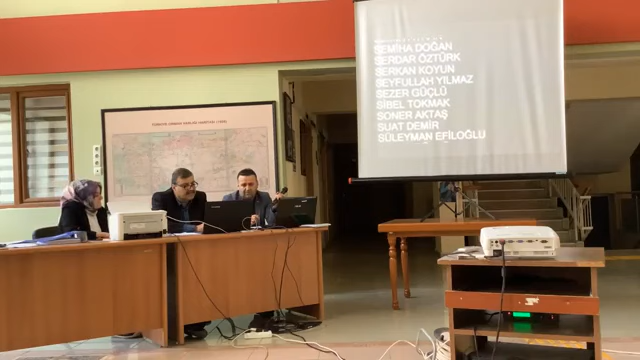 SEMİHA DOĞAN
SERDAR ÖZTÜRK
SERKAN KOYUN
SEYFULLAH YILMAZ
SEZER GÜÇLÜ
SİBEL TOKMAK
SONER AKTAŞ
SUAT DEMİR
SÜLEYMAN EFİLOĞLU